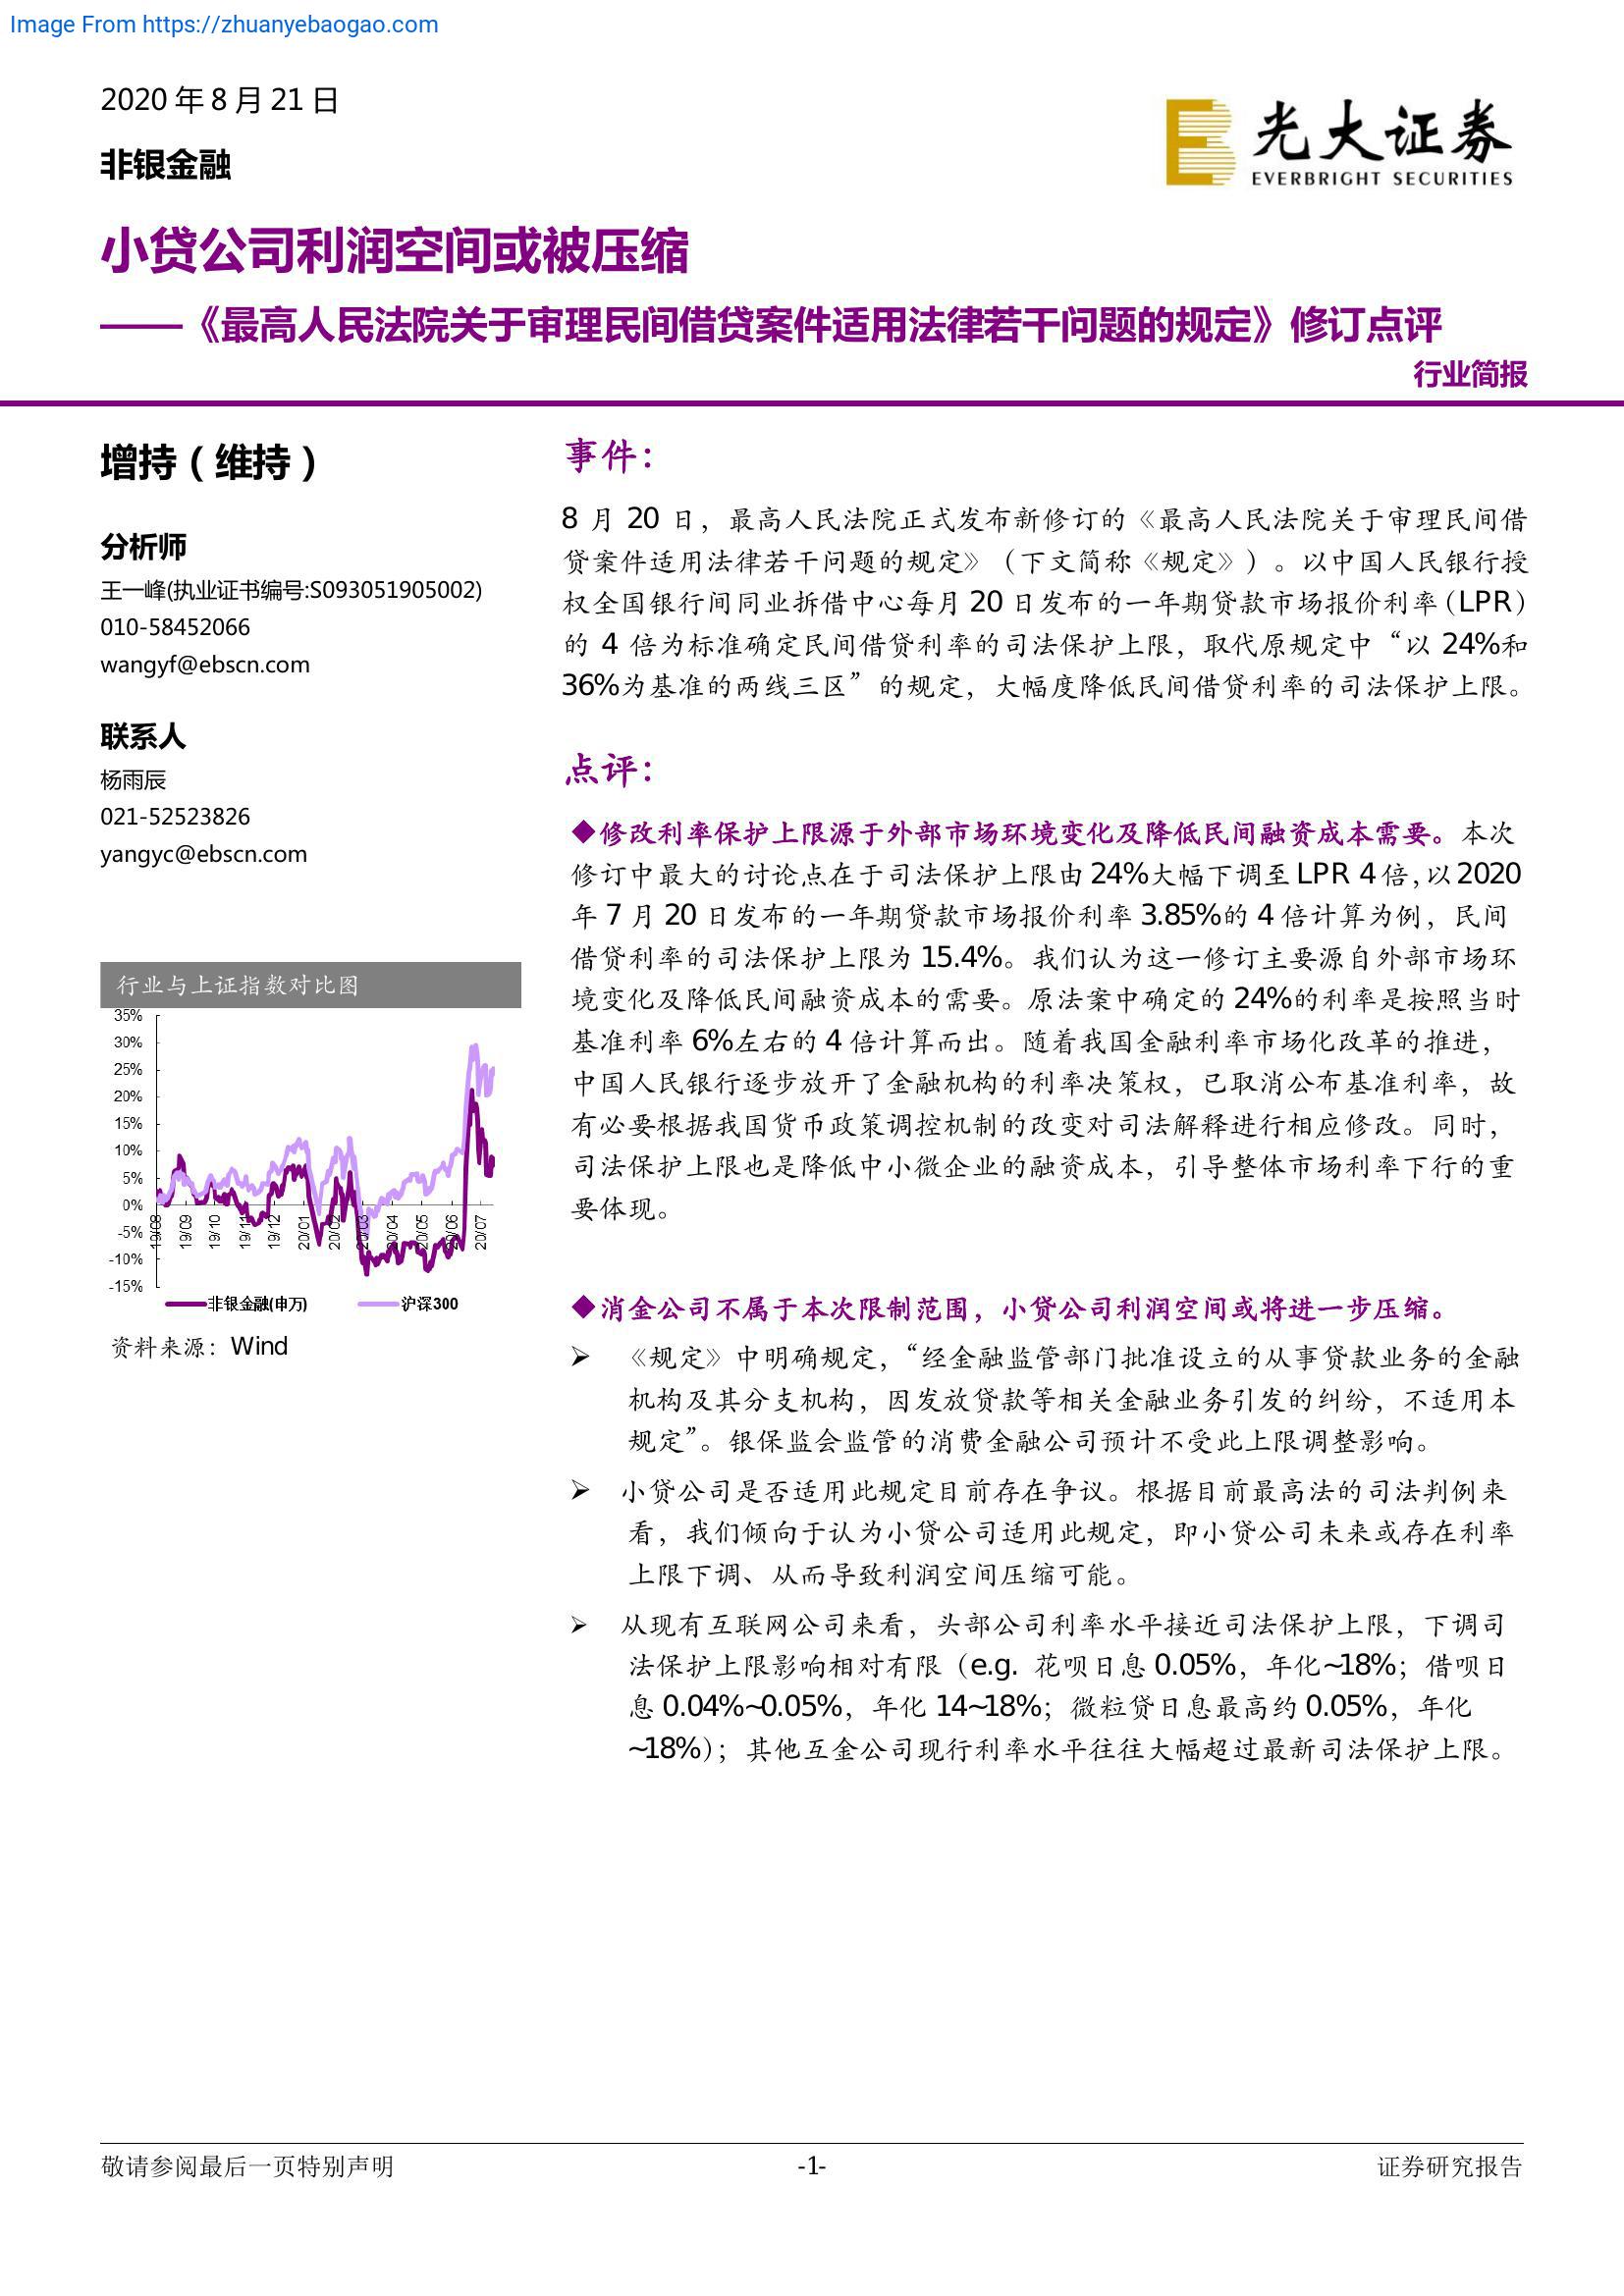 Image From https://zhuanyebaogao.com
2020 年 8 月 21 日
非银金融
光大证券
EVERBRIGHT SECURITIES
小贷公司利润空间或被压缩
——《最高人民法院关于审理民间借贷案件适用法律若干问题的规定》修订点评
行业简报
增持（维持）
分析师
王一峰(执业证书编号:S093051905002)
010-58452066
wangyf@ebscn.com
联系人
杨雨辰
021-52523826
yangyc@ebscn.com
行业与上证指数对比图
35%
30%
25%
20%
15%
10%
5%
0%
-5%
-10%
-15%
19/08 19/09 19/10 19/11 19/12 20/01 20/02 20/03 20/04 20/05 20/06 20/07
非银金融(申万) 沪深300
资料来源：Wind
事件：
8 月 20 日，最高人民法院正式发布新修订的《最高人民法院关于审理民间借
贷案件适用法律若干问题的规定》（下文简称《规定》）。以中国人民银行授
权全国银行间同业拆借中心每月 20 日发布的一年期贷款市场报价利率（LPR）
的 4 倍为标准确定民间借贷利率的司法保护上限，取代原规定中“以 24%和
36%为基准的两线三区”的规定，大幅度降低民间借贷利率的司法保护上限。
点评：
◆修改利率保护上限源于外部市场环境变化及降低民间融资成本需要。本次
修订中最大的讨论点在于司法保护上限由 24%大幅下调至 LPR 4 倍，以 2020
年 7 月 20 日发布的一年期贷款市场报价利率 3.85%的 4 倍计算为例，民间
借贷利率的司法保护上限为 15.4%。我们认为这一修订主要源自外部市场环
境变化及降低民间融资成本的需要。原法案中确定的 24%的利率是按照当时
基准利率 6%左右的 4 倍计算而出。随着我国金融利率市场化改革的推进，
中国人民银行逐步放开了金融机构的利率决策权，已取消公布基准利率，故
有必要根据我国货币政策调控机制的改变对司法解释进行相应修改。同时，
司法保护上限也是降低中小微企业的融资成本，引导整体市场利率下行的重
要体现。
◆消金公司不属于本次限制范围，小贷公司利润空间或将进一步压缩。
➢ 《规定》中明确规定，“经金融监管部门批准设立的从事贷款业务的金融
机构及其分支机构，因发放贷款等相关金融业务引发的纠纷，不适用本
规定”。银保监会监管的消费金融公司预计不受此上限调整影响。
➢ 小贷公司是否适用此规定目前存在争议。根据目前最高法的司法判例来
看，我们倾向于认为小贷公司适用此规定，即小贷公司未来或存在利率
上限下调、从而导致利润空间压缩可能。
➢ 从现有互联网公司来看，头部公司利率水平接近司法保护上限，下调司
法保护上限影响相对有限（e.g. 花呗日息 0.05%，年化~18%；借呗日
息 0.04%~0.05%，年化 14~18%；微粒贷日息最高约 0.05%，年化
~18%）；其他互金公司现行利率水平往往大幅超过最新司法保护上限。
敬请参阅最后一页特别声明
-1-
证券研究报告